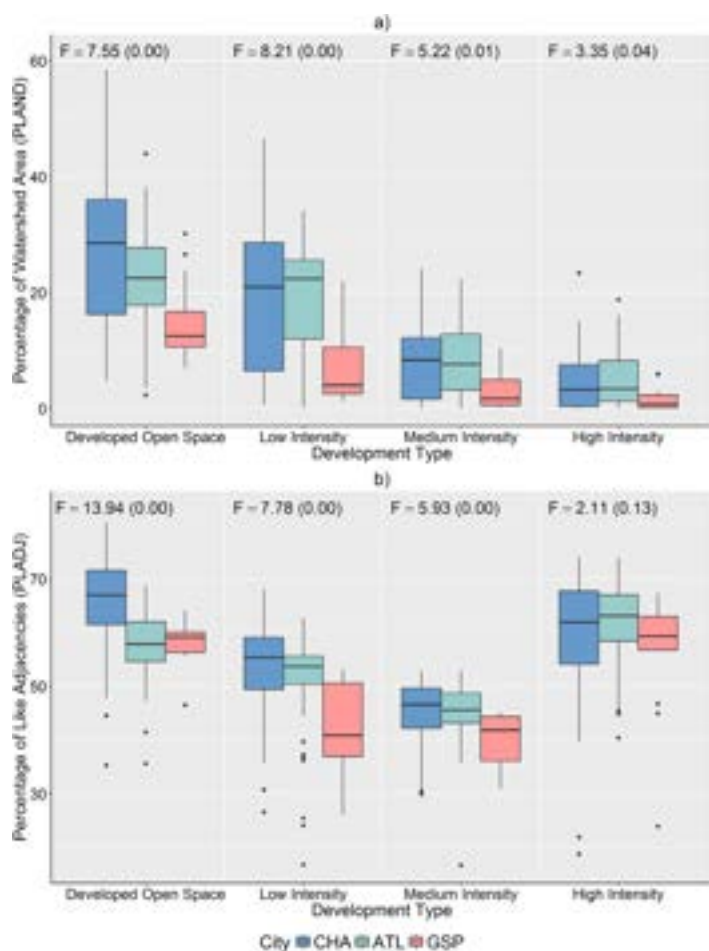 a)
F = 7.55 (0.00) F = 8.21 (0.00) F = 5.22 (0.01) F = 3.35 (0.04)
Percentage of Watershed Area (PLAND)
60
40
20
0
Developed Open Space Low Intensity Medium Intensity High Intensity
Development Type
b)
F = 13.94 (0.00) F = 7.78 (0.00) F = 5.93 (0.00) F = 2.11 (0.13)
Percentage of Like Adjacencies (PLADJ)
70
50
30
Developed Open Space Low Intensity Medium Intensity High Intensity
Development Type
City CHA ATL GSP